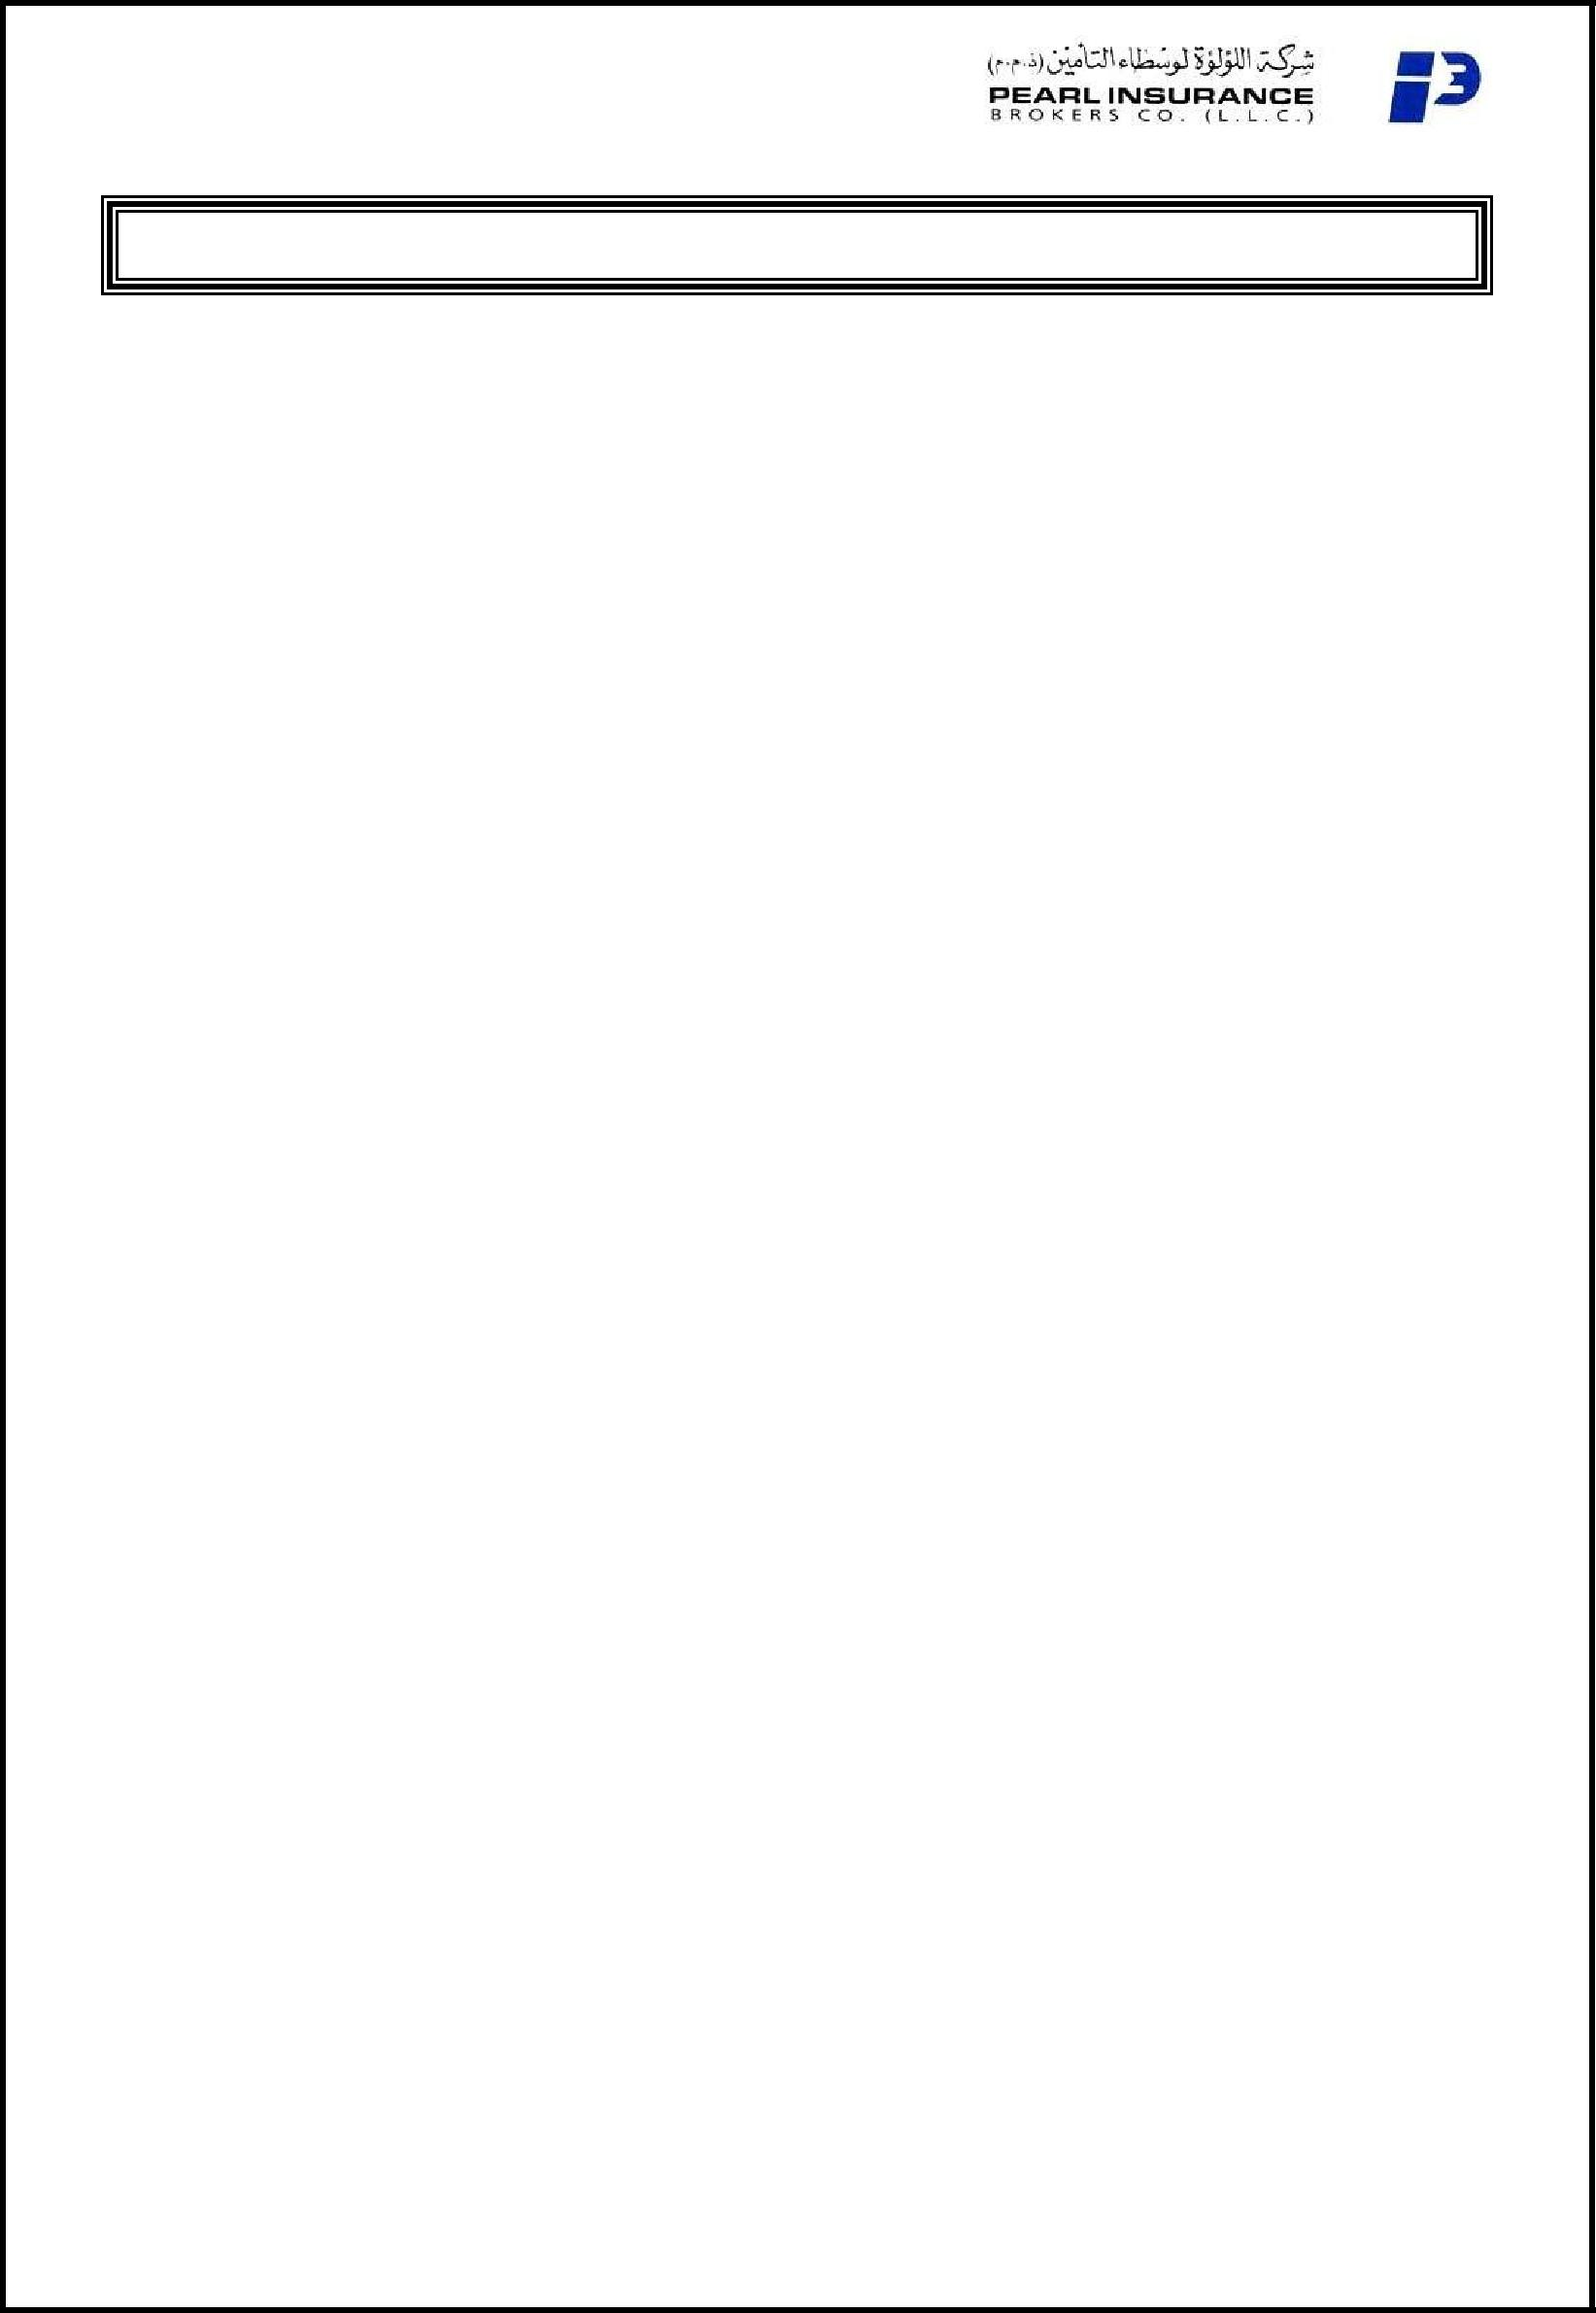 شركة اللؤلؤة لوسطاء التأمين (ذ.م.م)
PEARL INSURANCE
BROKERS CO. (L.L.C.)